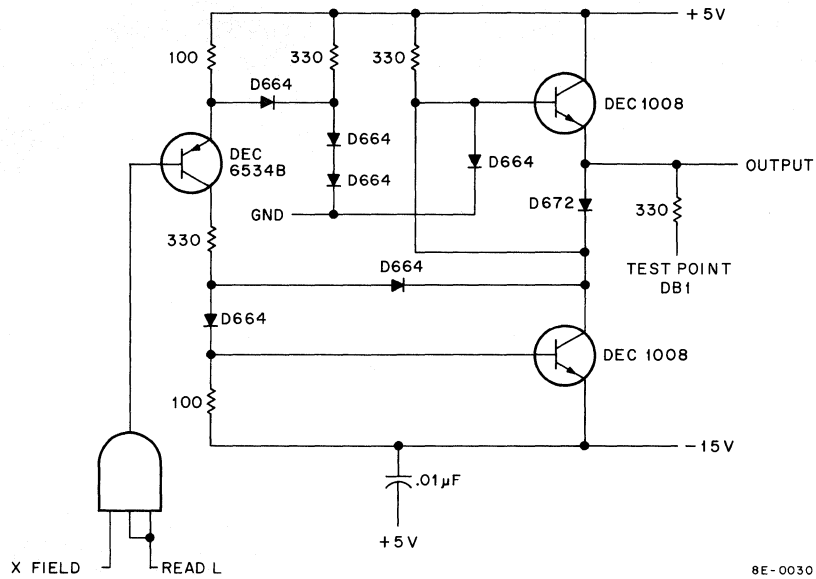 +5V
100
330
330
D664
DEC 1008
DEC
6534B
D664
D664
D664
OUTPUT
GND
D672
330
330
D664
TEST POINT
DB1
D664
DEC 1008
100
-15V
.01µF
+5V
X FIELD
READ L
8E-0030